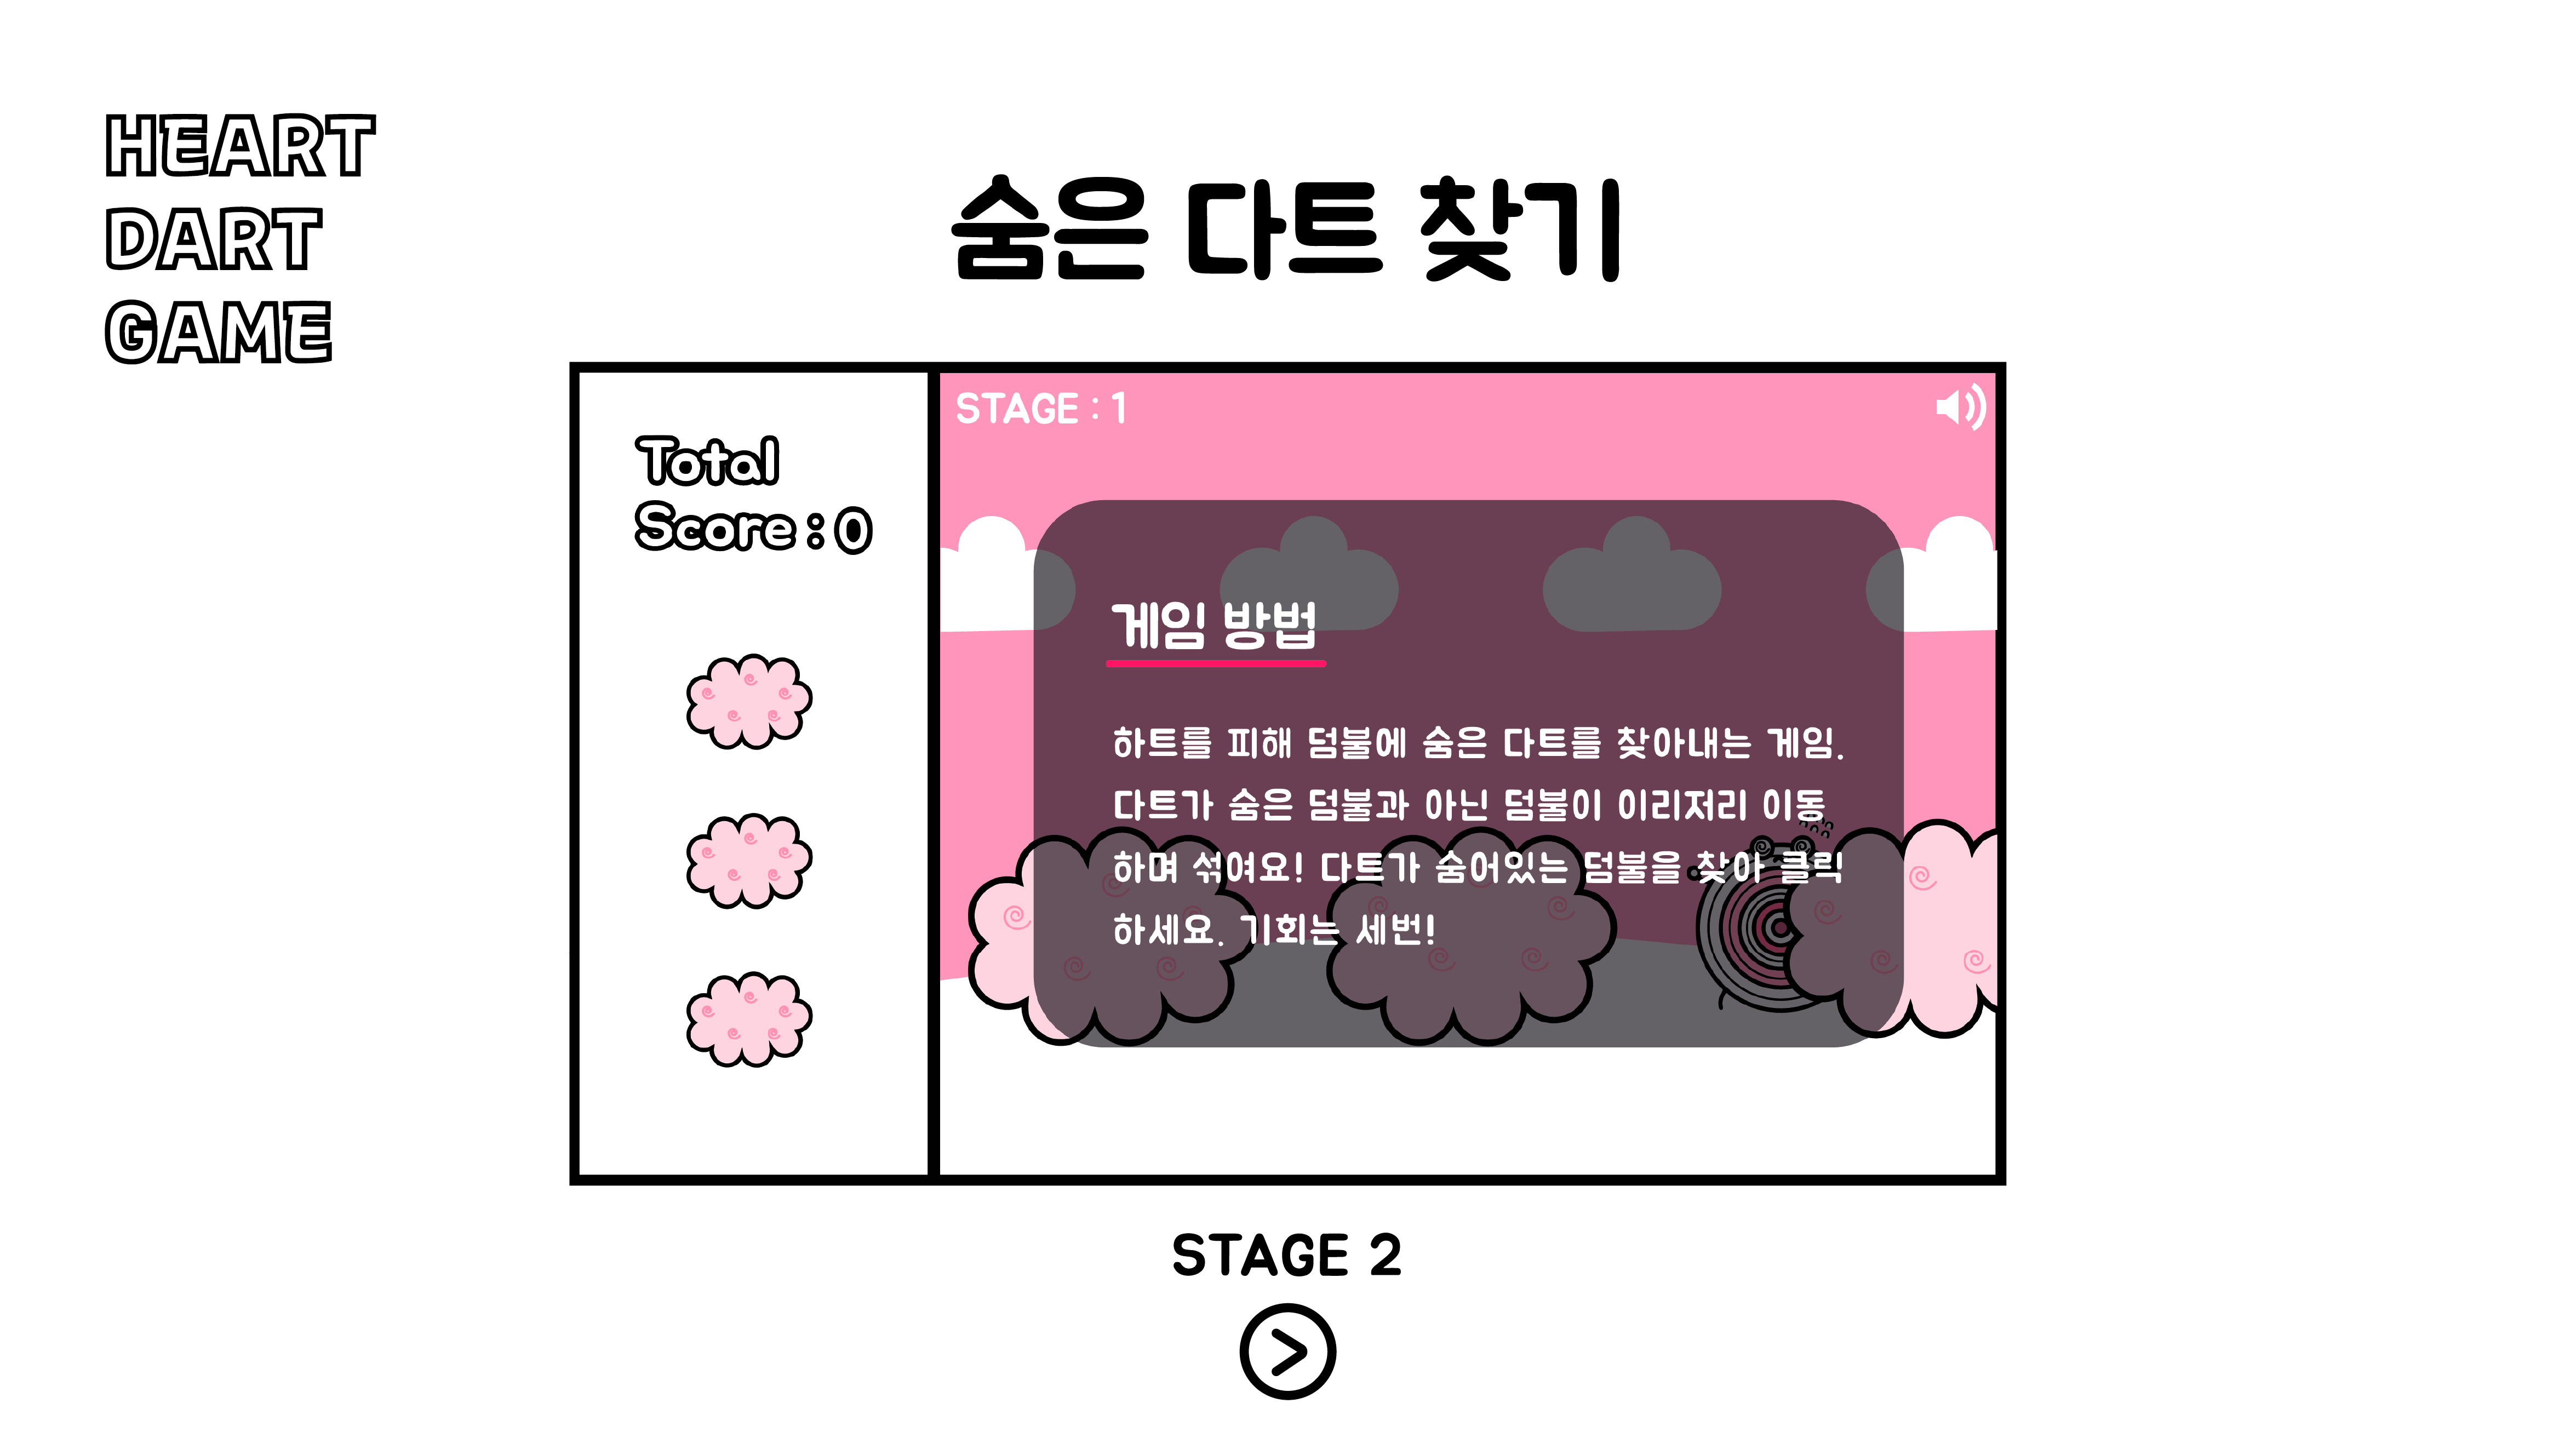 HEART
DART
GAME
숨은 다트 찾기
Total
Score : 0
STAGE : 1
게임 방법
하트를 피해 덤불에 숨은 다트를 찾아내는 게임.
다트가 숨은 덤불과 아닌 덤불이 이리저리 이동
하며 섞여요! 다트가 숨어있는 덤불을 찾아 클릭
하세요. 기회는 세번!
STAGE 2